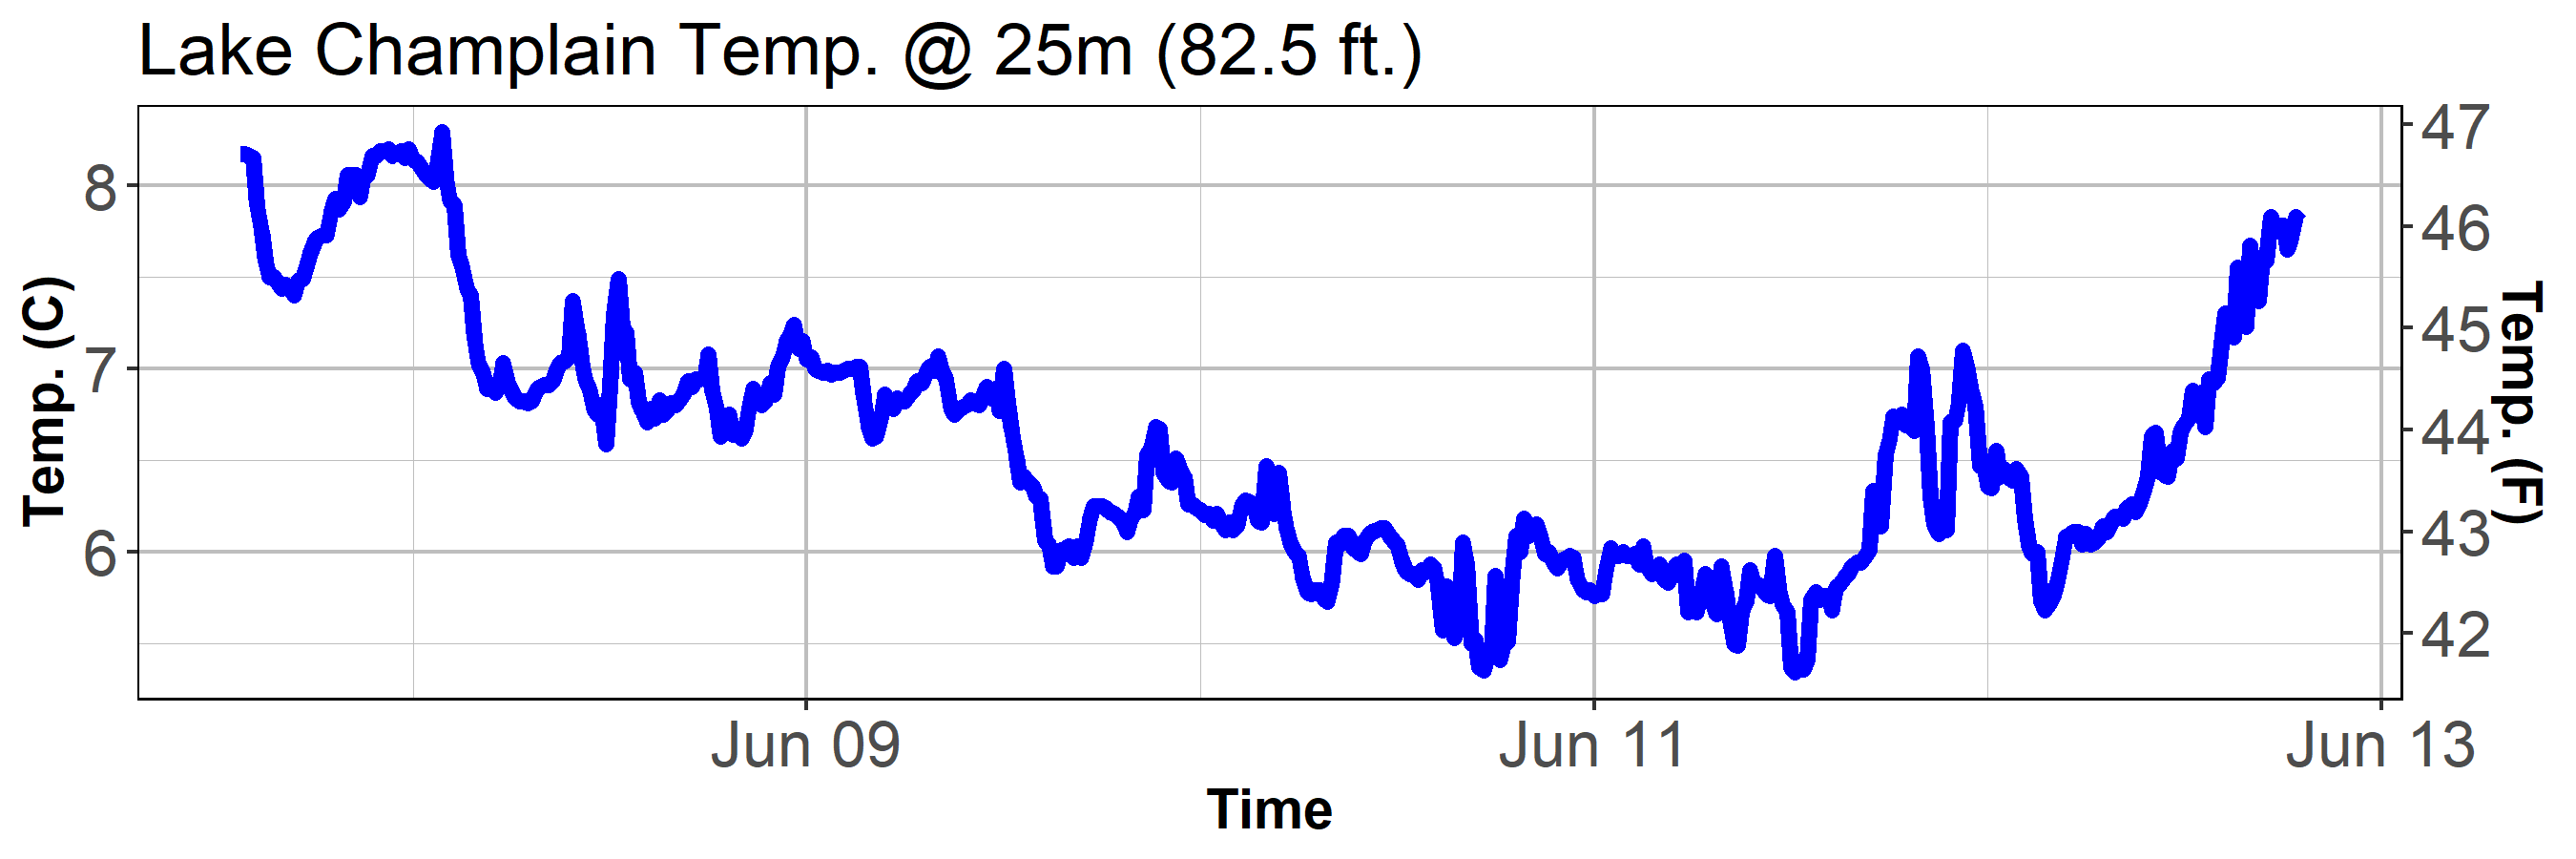 Lake Champlain Temp. @ 25m (82.5 ft.)
Temp. (C)
8
7
6
47
46
45
44
43
42
Temp. (F)
Jun 09 Jun 11 Jun 13
Time